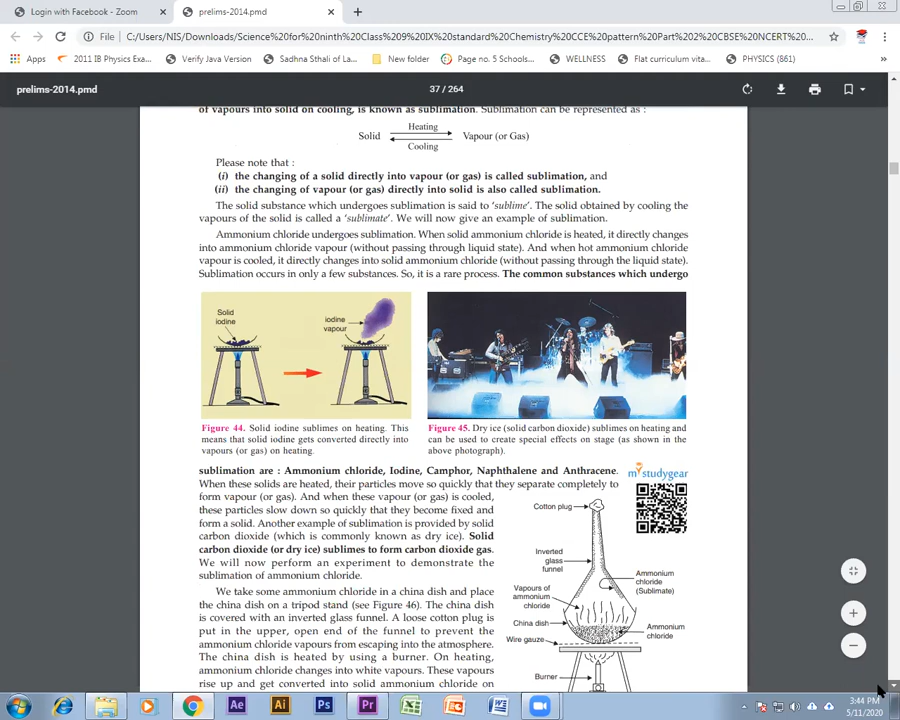 Login with Facebook - Zoom
prelims-2014.pmd
File
C:/Users/NIS/Downloads/Science%20for%20ninth%20Class%209%20IX%20standard%20Chemistry%20CCE%20pattern%20Part%202%20CBSE%20NCERT%20...
Apps
2011 IB Physics Exam...
Verify Java Version
Sadhna Sthali of La...
New folder
Page no. 5 Schools...
WELLNESS
Flat curriculum vital...
PHYSICS (861)
prelims-2014.pmd
37 / 264
of vapours into solid on cooling, is known as sublimation. Sublimation can be represented as :
Heating
Solid Vapour (or Gas)
Cooling
Please note that :
(i) the changing of a solid directly into vapour (or gas) is called sublimation, and
(ii) the changing of vapour (or gas) directly into solid is also called sublimation.
The solid substance which undergoes sublimation is said to 'sublime'. The solid obtained by cooling the
vapours of the solid is called a 'sublimate'. We will now give an example of sublimation.
Ammonium chloride undergoes sublimation. When solid ammonium chloride is heated, it directly changes
into ammonium chloride vapour (without passing through liquid state). And when hot ammonium chloride
vapour is cooled, it directly changes into solid ammonium chloride (without passing through the liquid state).
Sublimation occurs in only a few substances. So, it is a rare process. The common substances which undergo
Solid
iodine
iodine
vapour
Figure 44. Solid iodine sublimes on heating. This
means that solid iodine gets converted directly into
vapours (or gas) on heating.
Figure 45. Dry ice (solid carbon dioxide) sublimes on heating and
can be used to create special effects on stage (as shown in the
above photograph).
sublimation are : Ammonium chloride, Iodine, Camphor, Naphthalene and Anthracene.
When these solids are heated, their particles move so quickly that they separate completely to
form vapour (or gas). And when these vapour (or gas) is cooled,
these particles slow down so quickly that they become fixed and
form a solid. Another example of sublimation is provided by solid
carbon dioxide (which is commonly known as dry ice). Solid
carbon dioxide (or dry ice) sublimes to form carbon dioxide gas.
We will now perform an experiment to demonstrate the
sublimation of ammonium chloride.
We take some ammonium chloride in a china dish and place
the china dish on a tripod stand (see Figure 46). The china dish
is covered with an inverted glass funnel. A loose cotton plug is
put in the upper, open end of the funnel to prevent the
ammonium chloride vapours from escaping into the atmosphere.
The china dish is heated by using a burner. On heating,
ammonium chloride changes into white vapours. These vapours
rise up and get converted into solid ammonium chloride on
mystudygear
Cotton plug
Inverted
glass
funnel
Ammonium
chloride
(Sublimate)
Vapours of
ammonium
chloride
China dish
Ammonium
chloride
Wire gauze
Burner
Ae
Ai
Ps
Pr
3:44 PM
5/11/2020